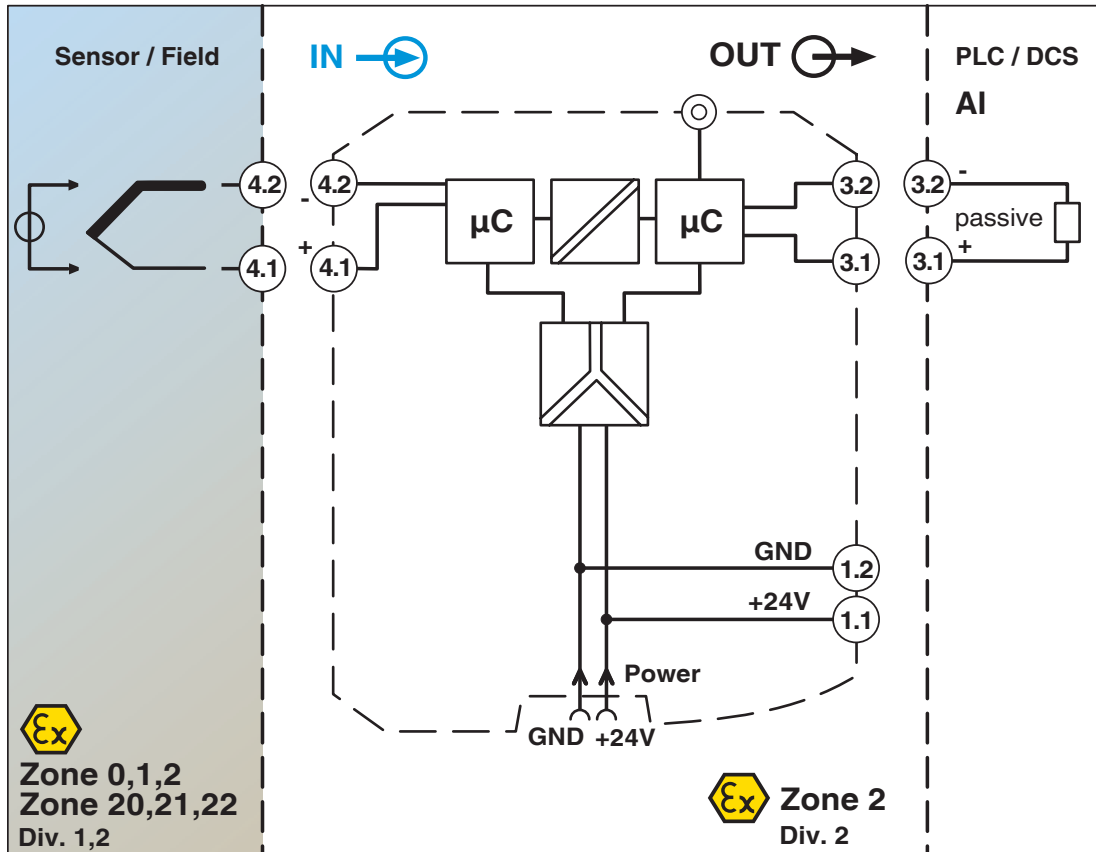 Sensor / Field
IN
OUT
PLC / DCS
AI
4.2
4.2
-
µC
µC
3.2
3.2
-
passive
+
4.1
4.1
3.1
3.1
+
GND
1.2
+24V
1.1
Power
GND
+24V
Ex
Zone 0,1,2
Zone 20,21,22
Div. 1,2
Ex
Zone 2
Div. 2